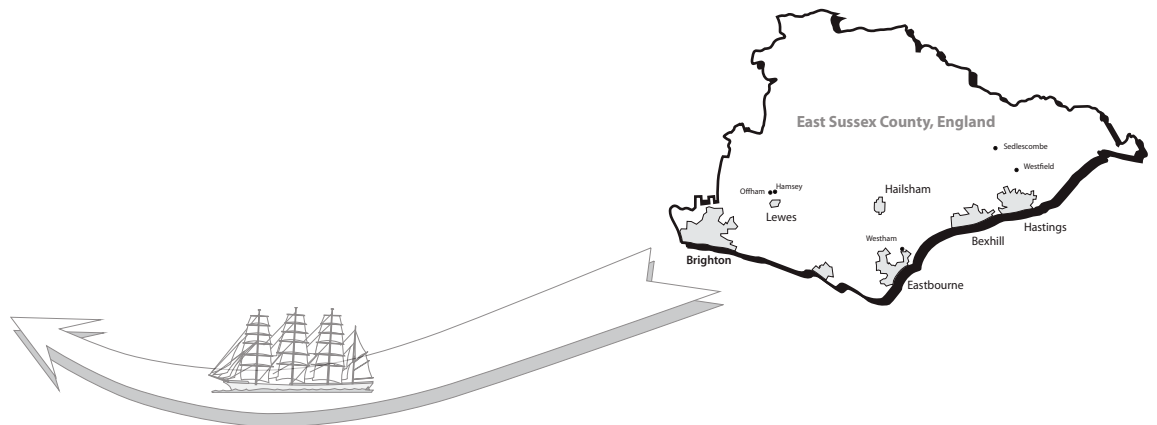 East Sussex County, England
Sedlescombe
Westfield
Offham
Hamsey
Hailsham
Lewes
Hastings
Westham
Bexhill
Brighton
Eastbourne